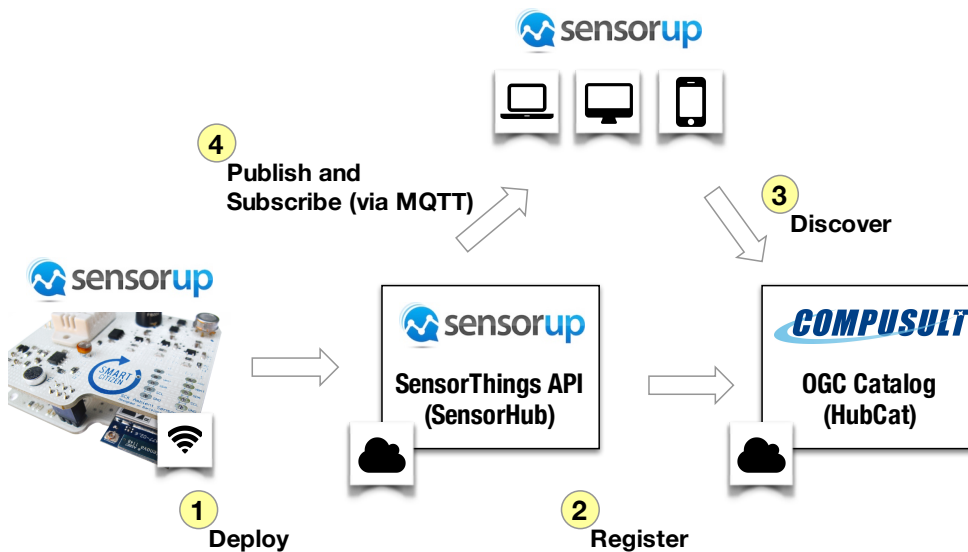 sensorup
4
Publish and
Subscribe (via MQTT)
3
Discover
sensorup
SMART
CITIZEN
sensorup
SensorThings API
(SensorHub)
COMPUSULT
OGC Catalog
(HubCat)
1
Deploy
2
Register